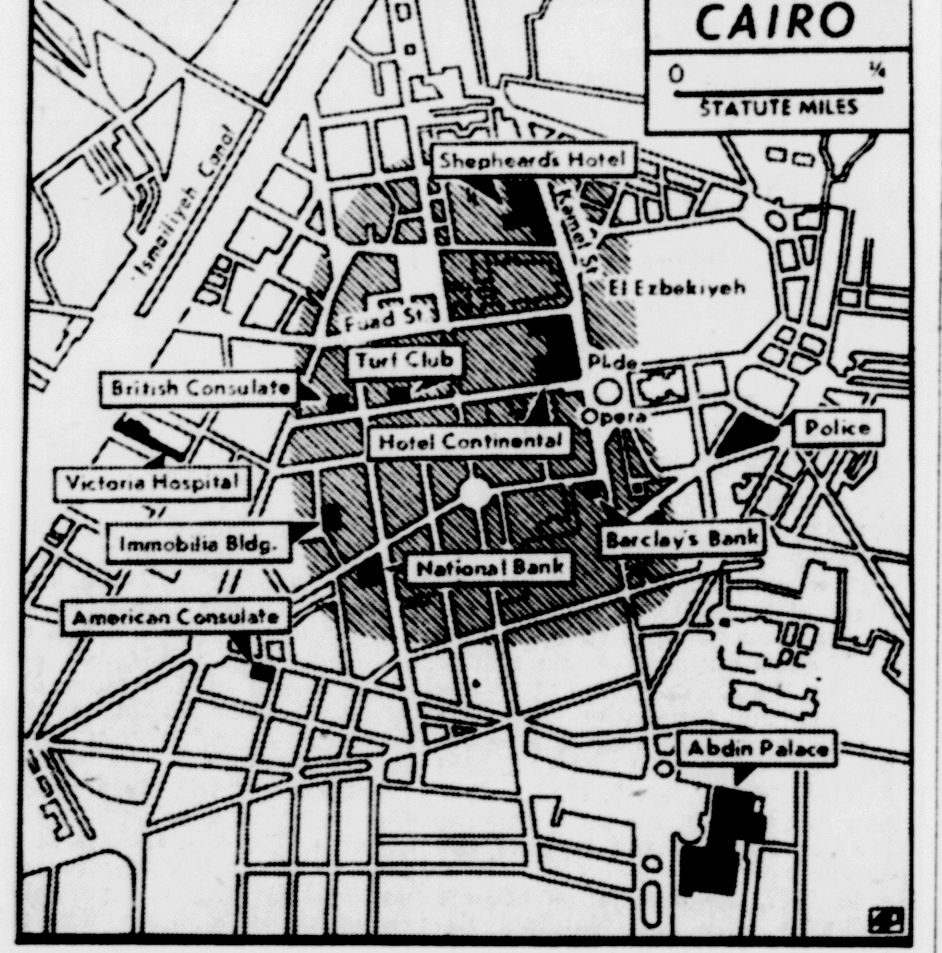 CAIRO
0 ¼
STATUTE MILES
Shepheard's Hotel
Ismailiyeh Canal
Kamel St.
El Ezbekiyeh
Fuad St.
Turf Club
Pl.de
British Consulate
Opera
Police
Hotel Continental
Victoria Hospital
Immobilia Bldg.
Barclay's Bank
National Bank
American Consulate
Abdin Palace
AP